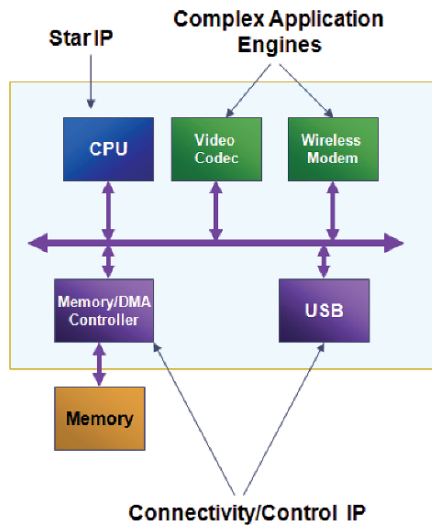 Complex Application
Engines
Star IP
CPU
Video
Codec
Wireless
Modem
Memory/DMA
Controller
USB
Memory
Connectivity/Control IP